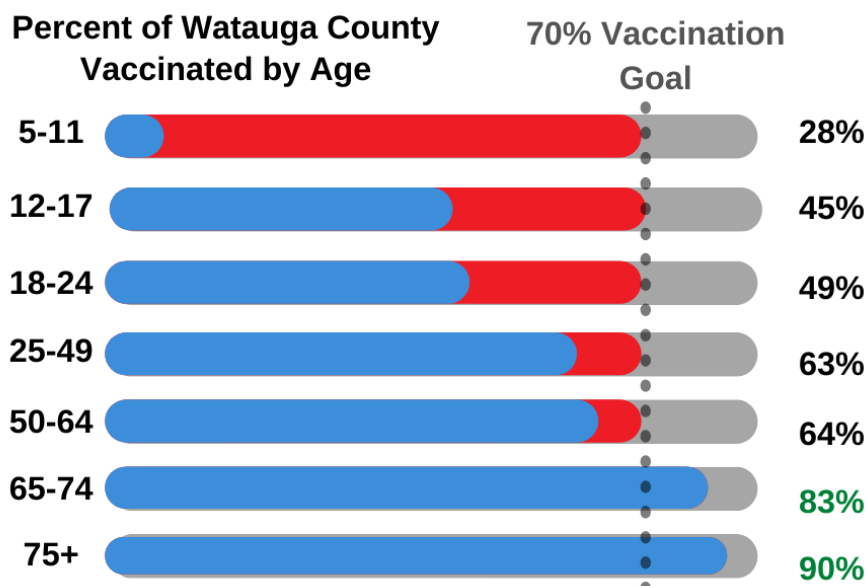 Percent of Watauga County
Vaccinated by Age
70% Vaccination
Goal
5-11 28%
12-17 45%
18-24 49%
25-49 63%
50-64 64%
65-74 83%
75+ 90%